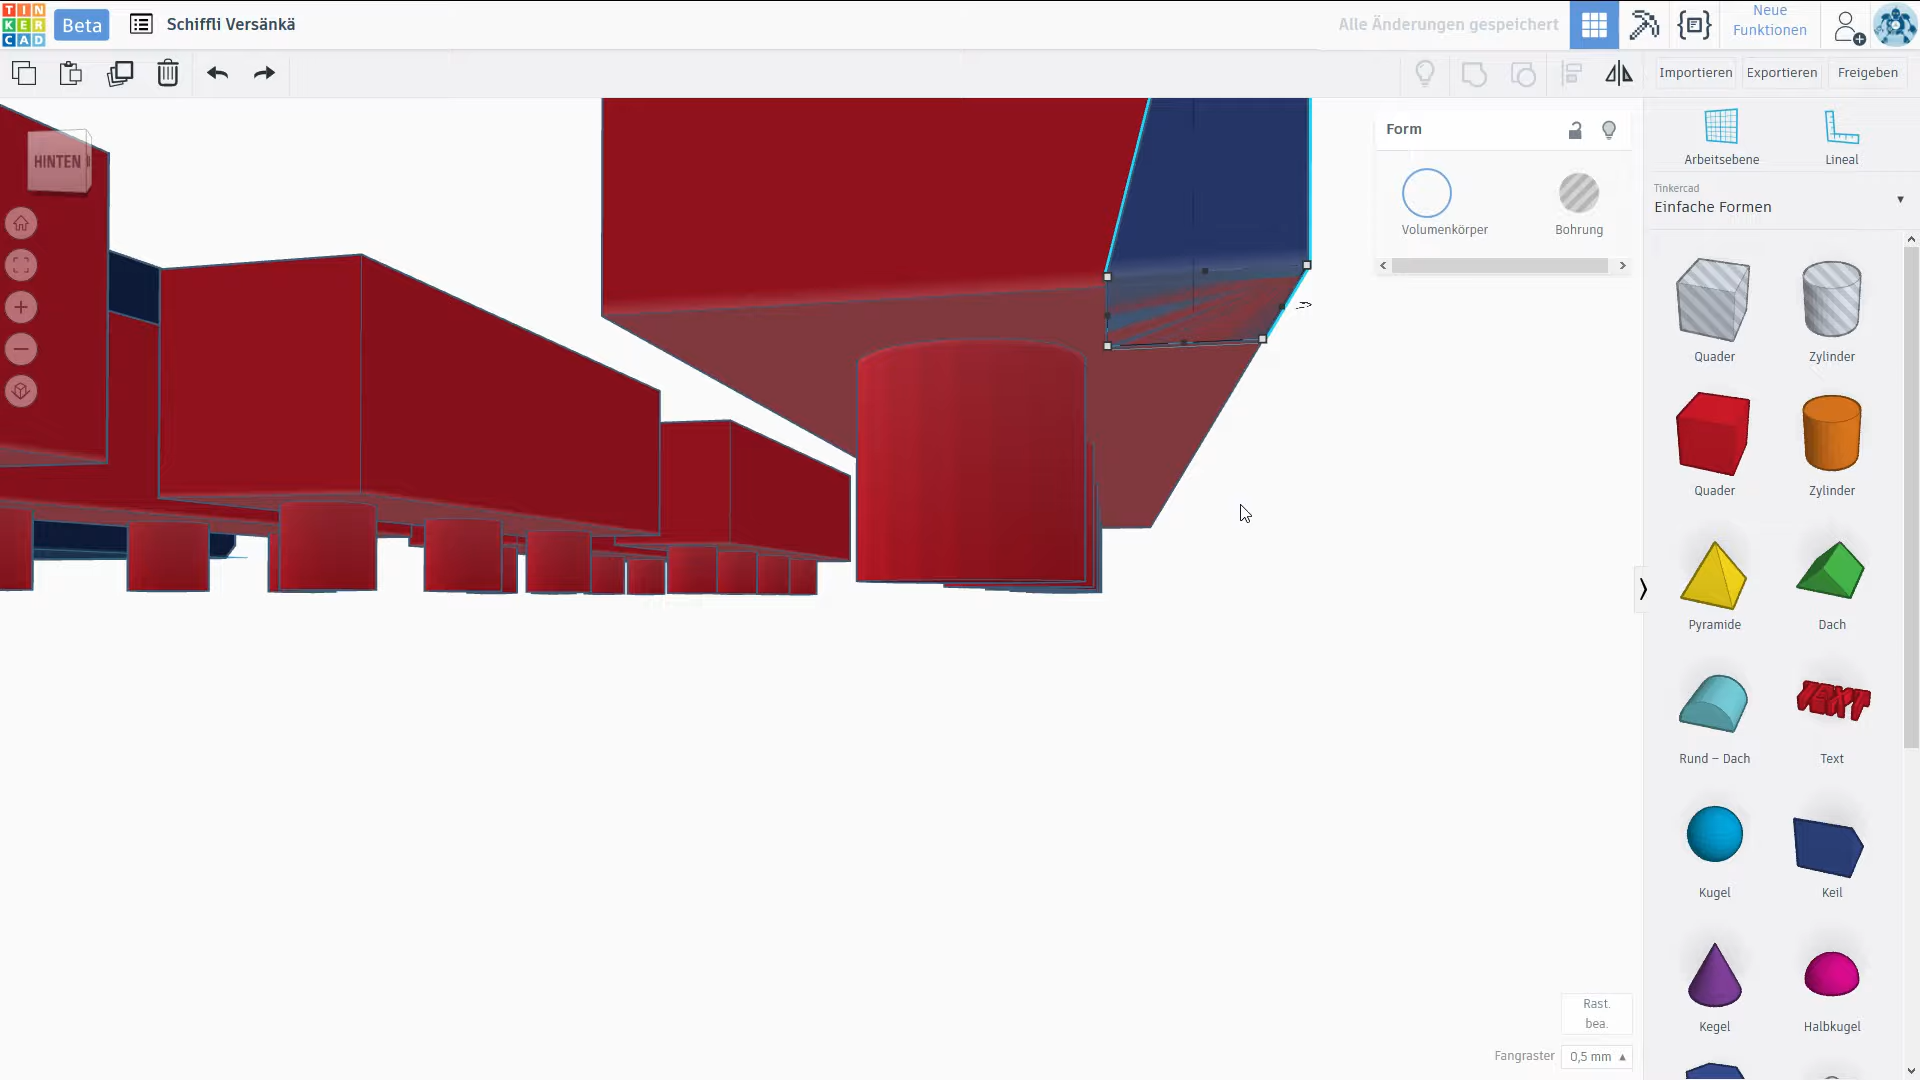 TIN
KER
CAD
Beta
Schiffli Versänkä
Alle Änderungen gespeichert
Neue
Funktionen
Importieren
Exportieren
Freigeben
HINTEN
Form
Volumenkörper
Bohrung
Arbeitsebene
Lineal
Tinkercad
Einfache Formen
Quader
Zylinder
Quader
Zylinder
Pyramide
Dach
Rund – Dach
TEXT
Text
Kugel
Keil
Kegel
Halbkugel
Rast.
bea.
Fangraster
0,5 mm